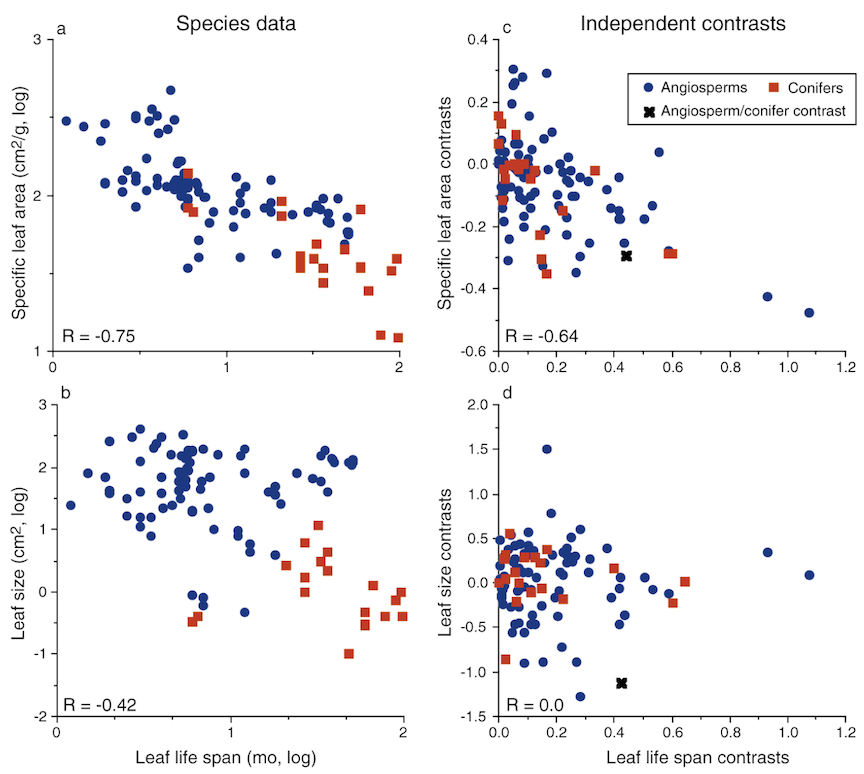 Species data
Independent contrasts
a
3
2
1
Specific leaf area (cm2/g, log)
R = -0.75
0
1
2
c
0.4
0.2
0.0
-0.2
-0.4
-0.6
Specific leaf area contrasts
Angiosperms
Conifers
Angiosperm/conifer contrast
R = -0.64
0.0
0.2
0.4
0.6
0.8
1.0
1.2
b
3
2
1
0
-1
-2
Leaf size (cm2, log)
R = -0.42
0
1
2
Leaf life span (mo, log)
d
2.0
1.5
1.0
0.5
0.0
-0.5
-1.0
-1.5
Leaf size contrasts
R = 0.0
0.0
0.2
0.4
0.6
0.8
1.0
1.2
Leaf life span contrasts